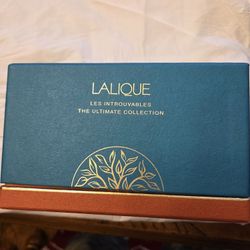 LALIQUE
LES INTROUVABLES
THE ULTIMATE COLLECTION